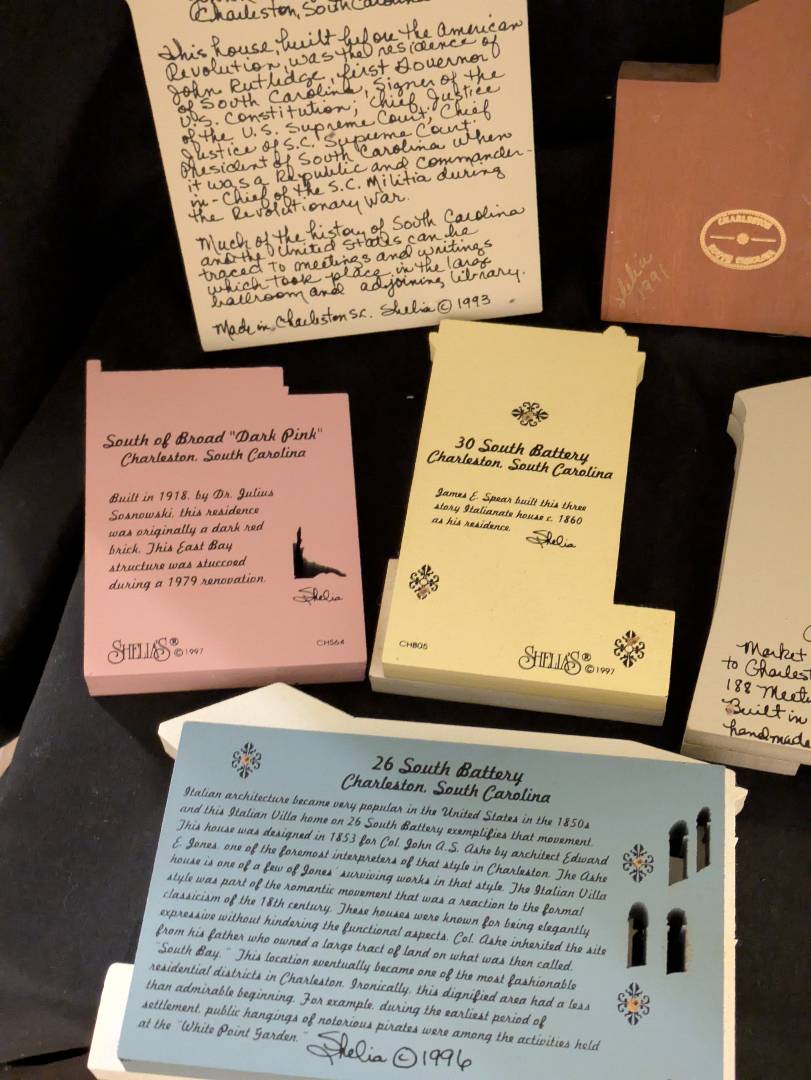 Charleston, South Carolina
This house, built before the American
Revolution, was the residence of
John Rutledge, first Governor
of South Carolina, Signer of the
U.S. Constitution; Chief Justice
of the U.S. Supreme Court, Chief
Justice of S.C. Supreme Court.
President of South Carolina when
it was a Republic and Commander-
in-Chief of the S.C. Militia during
the Revolutionary War.
Much of the history of South Carolina
and the United States can be
traced to meetings and writings
which took place in the large
ballroom and adjoining library.
Made in Charleston S.C. Shelia © 1993
CHARLESTON
SOUTH CAROLINA
Shelia
1991
South of Broad "Dark Pink"
Charleston, South Carolina
Built in 1918, by Dr. Julius
Sosnowski, this residence
was originally a dark red
brick. This East Bay
structure was stuccoed
during a 1979 renovation.
Shelia
SHELIA'S® © 1997
CHS64
30 South Battery
Charleston, South Carolina
James E. Spear built this three
story Italianate house c. 1860
as his residence.
Shelia
CHB05
SHELIA'S® © 1997
Market
to Charles
188 Meet
Built in
handmade
26 South Battery
Charleston, South Carolina
Italian architecture became very popular in the United States in the 1850s
and this Italian Villa home on 26 South Battery exemplifies that movement.
This house was designed in 1853 for Col. John A.S. Ashe by architect Edward
E. Jones, one of the foremost interpreters of that style in Charleston. The Ashe
house is one of a few of Jones' surviving works in that style. The Italian Villa
style was part of the romantic movement that was a reaction to the formal
classicism of the 18th century. These houses were known for being elegantly
expressive without hindering the functional aspects. Col. Ashe inherited the site
from his father who owned a large tract of land on what was then called,
"South Bay." This location eventually became one of the most fashionable
residential districts in Charleston. Ironically, this dignified area had a less
than admirable beginning. For example, during the earliest period of
settlement, public hangings of notorious pirates were among the activities held
at the "White Point Garden."
Shelia © 1996